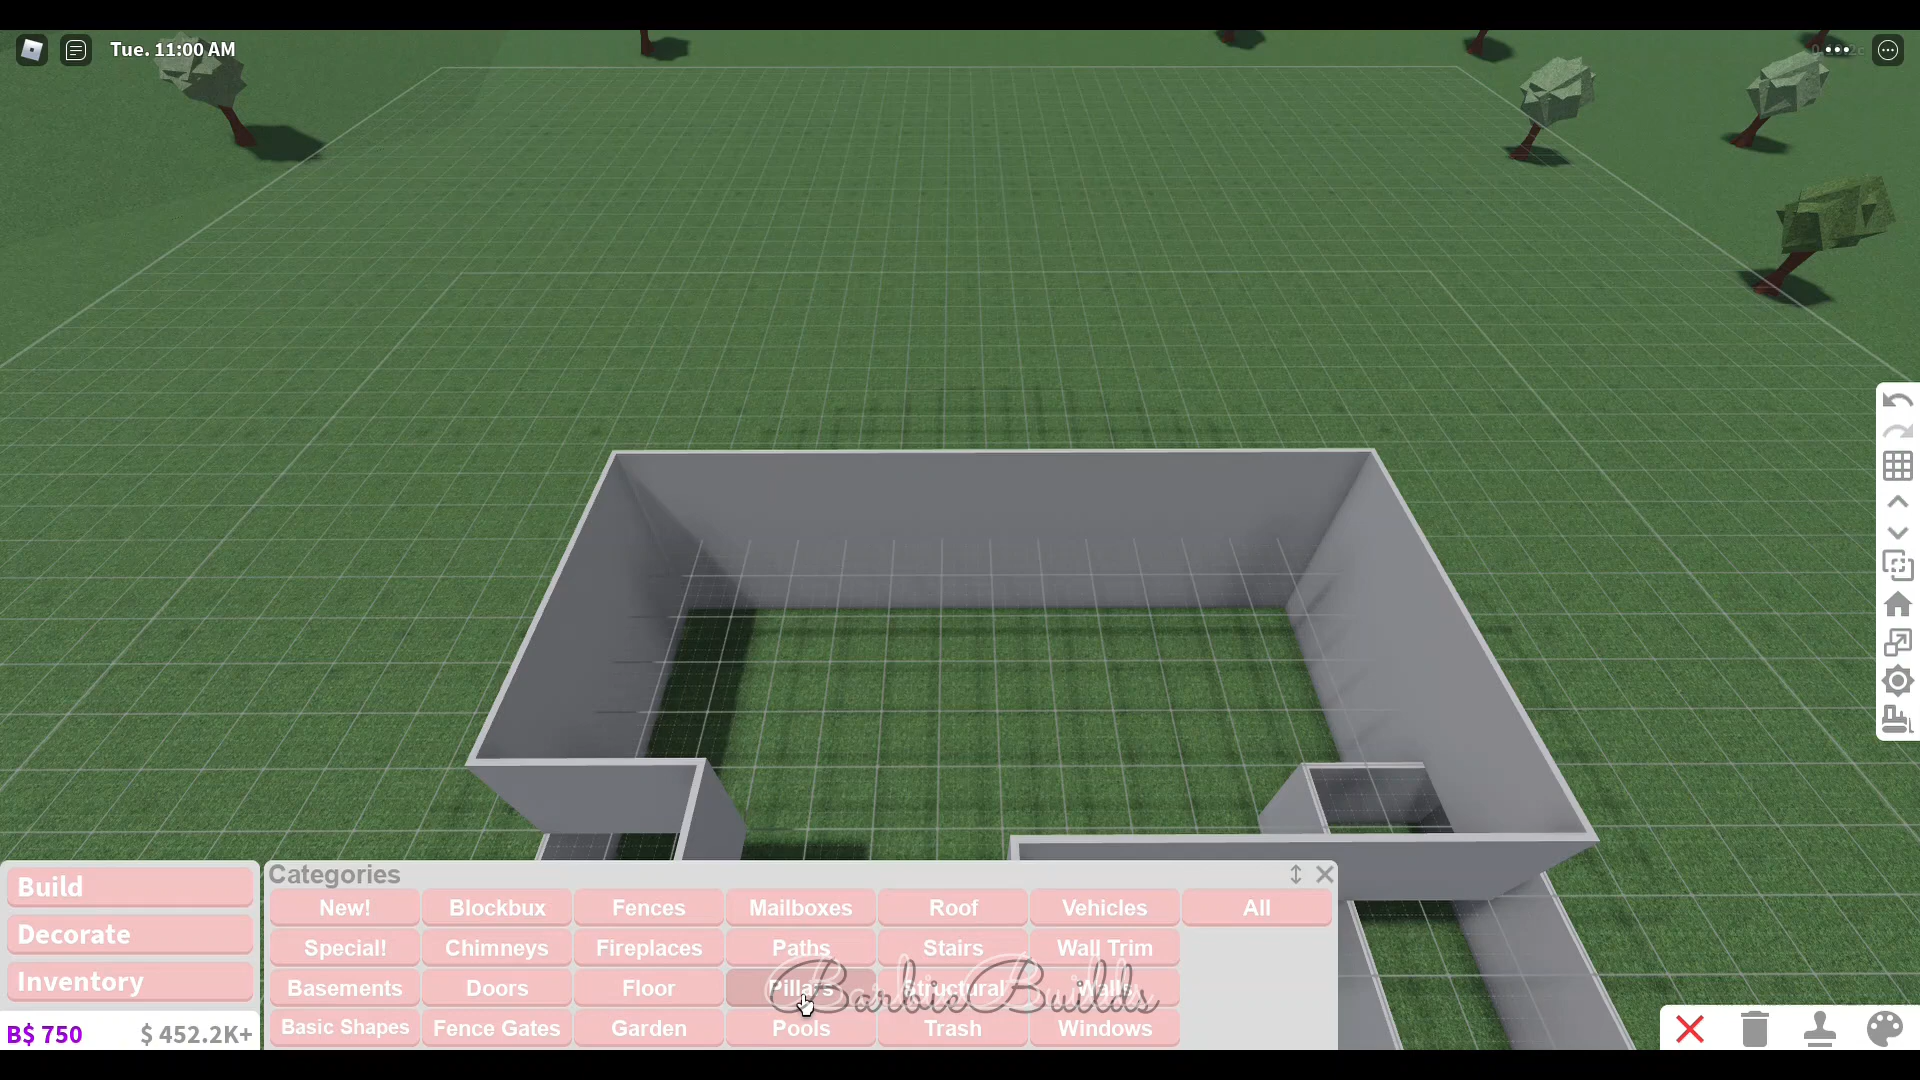 Tue. 11:00 AM
Build
Decorate
Inventory
B$ 750
$ 452.2K+
Categories
New! Blockbux Fences Mailboxes Roof Vehicles All
Special! Chimneys Fireplaces Paths Stairs Wall Trim
Basements Doors Floor Pillars Structural Walls
Basic Shapes Fence Gates Garden Pools Trash Windows
BarbieBuilds